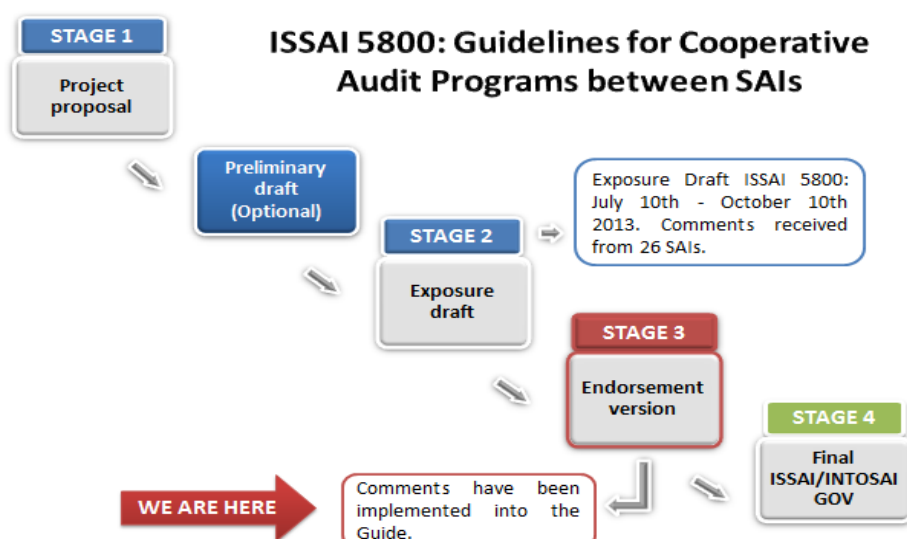 STAGE 1
Project
proposal
ISSAI 5800: Guidelines for Cooperative
Audit Programs between SAIs
Preliminary
draft
(Optional)
STAGE 2
Exposure
draft
Exposure Draft ISSAI 5800:
July 10th - October 10th
2013. Comments received
from 26 SAIs.
STAGE 3
Endorsement
version
STAGE 4
Final
ISSAI/INTOSAI
GOV
WE ARE HERE
Comments have been
implemented into the
Guide.